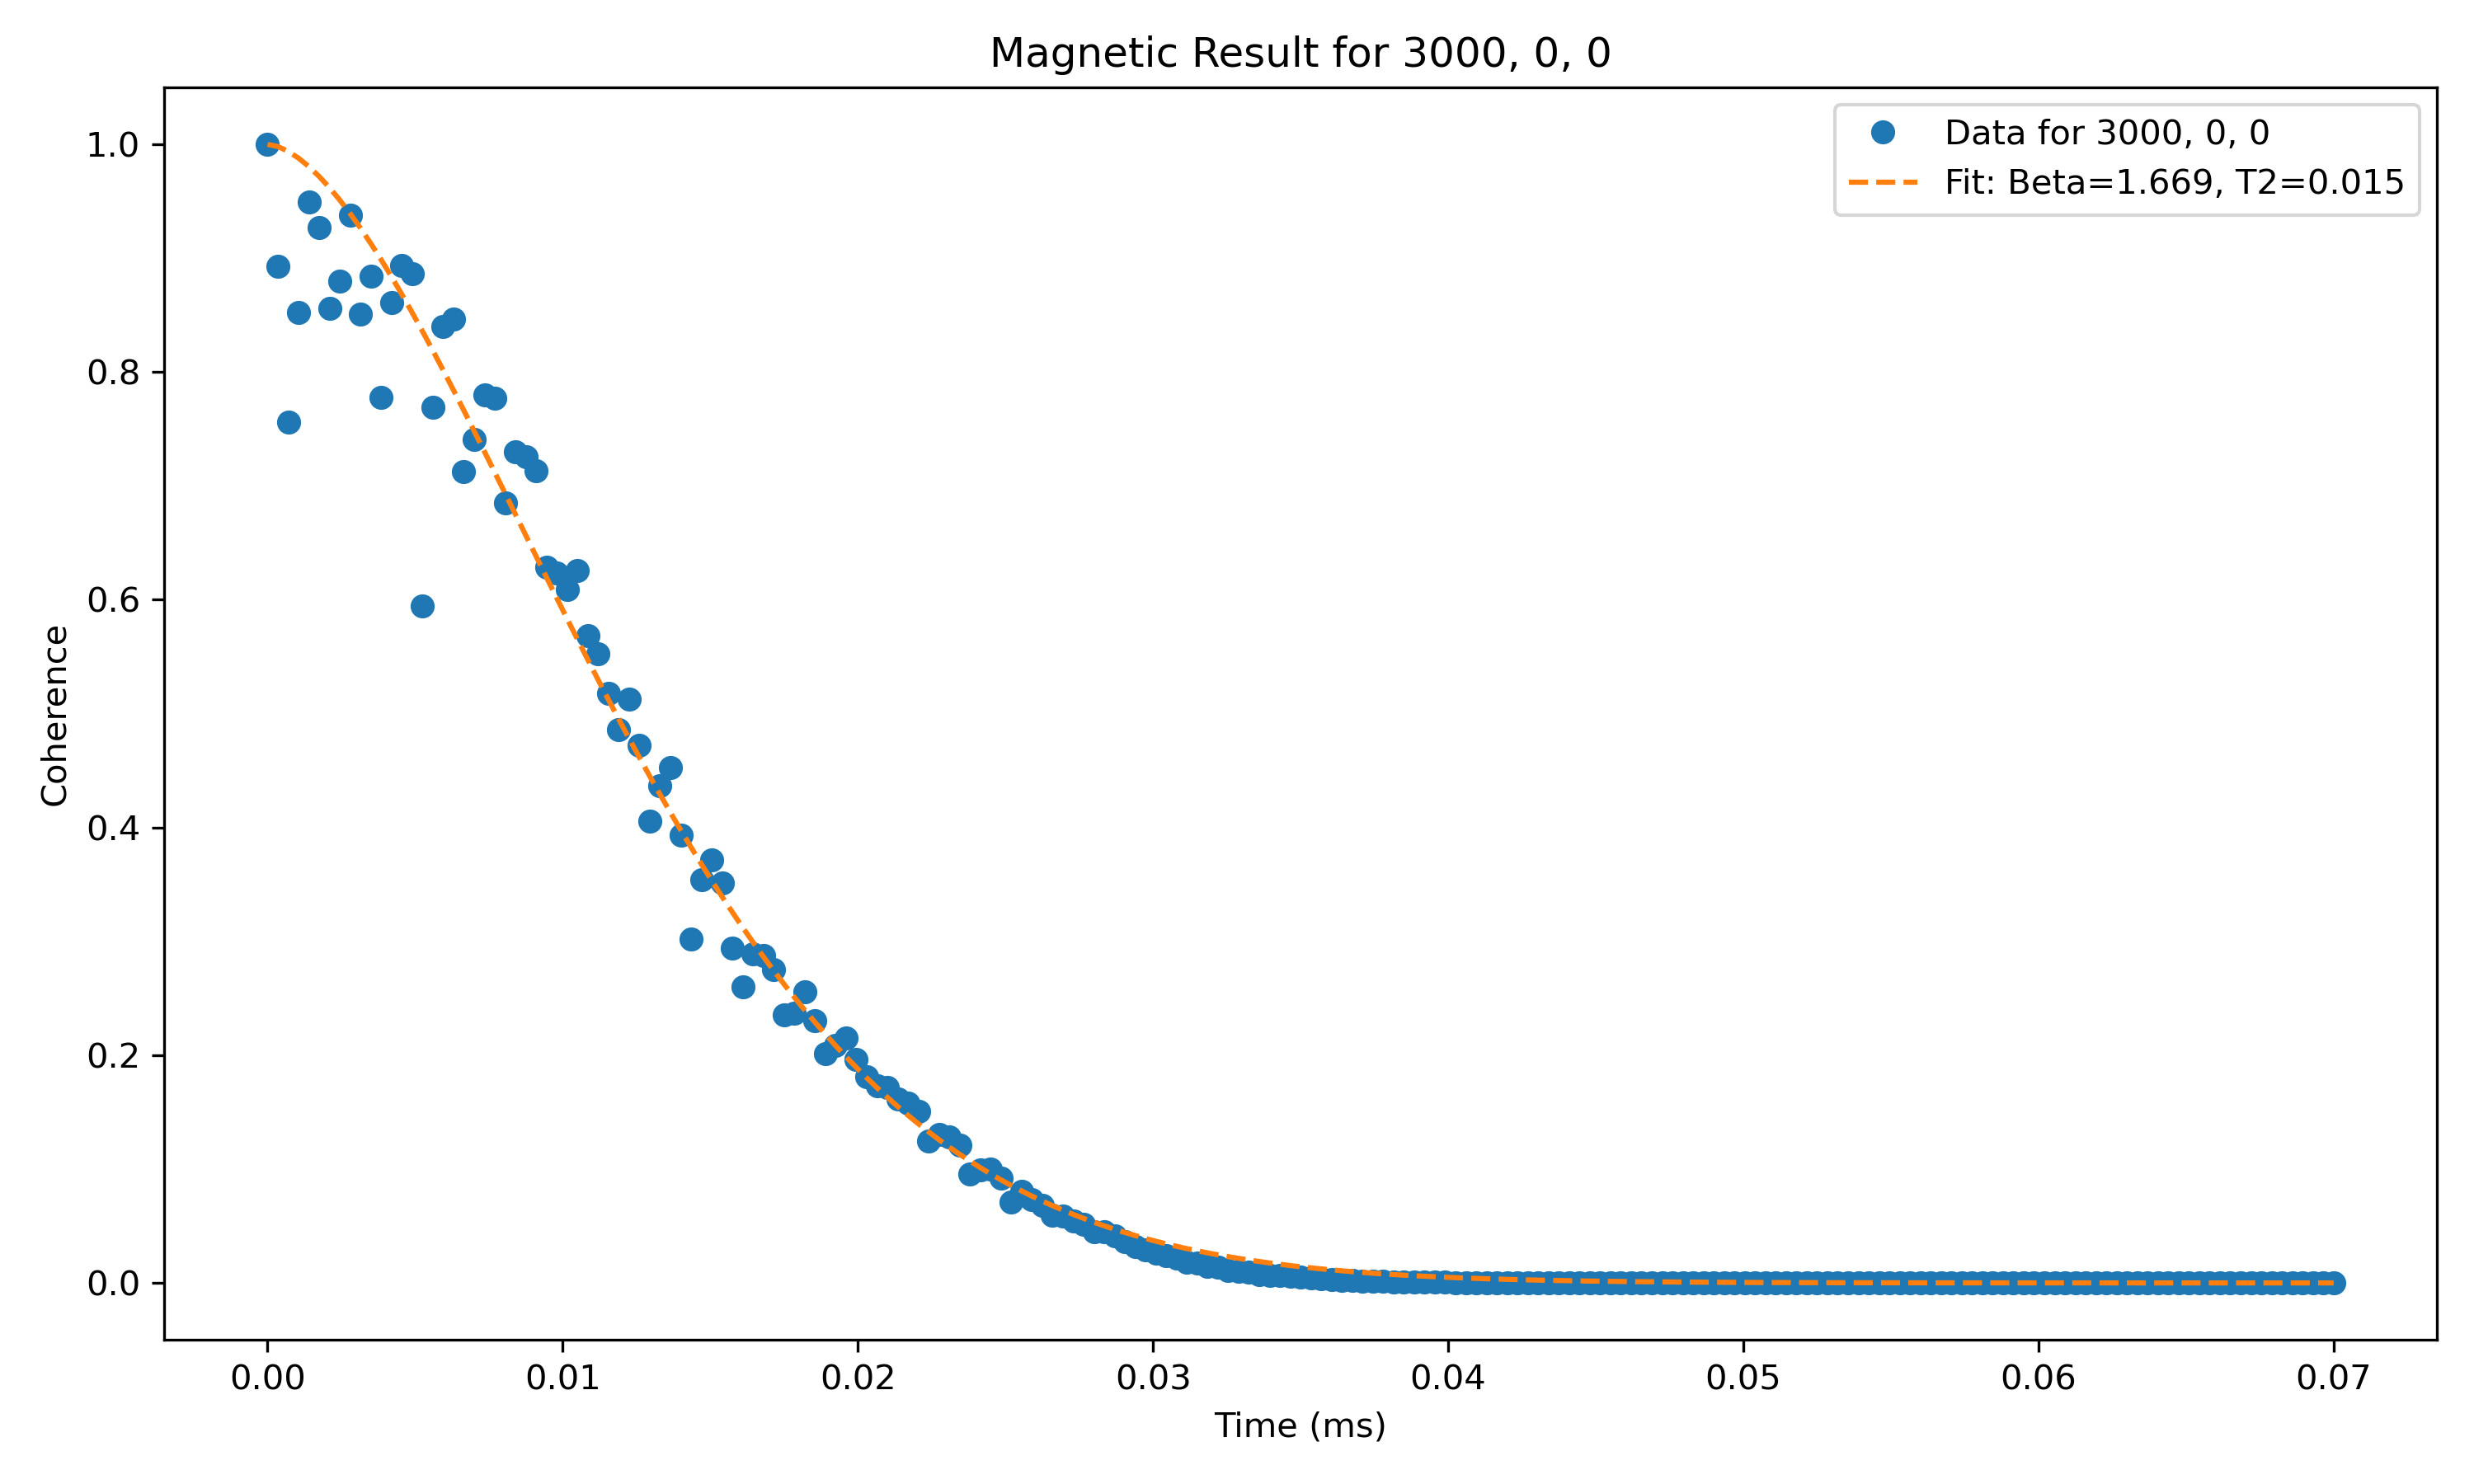 Magnetic Result for 3000, 0, 0
Data for 3000, 0, 0
Fit: Beta=1.669, T2=0.015
Coherence
1.0
0.8
0.6
0.4
0.2
0.0
0.00 0.01 0.02 0.03 0.04 0.05 0.06 0.07
Time (ms)